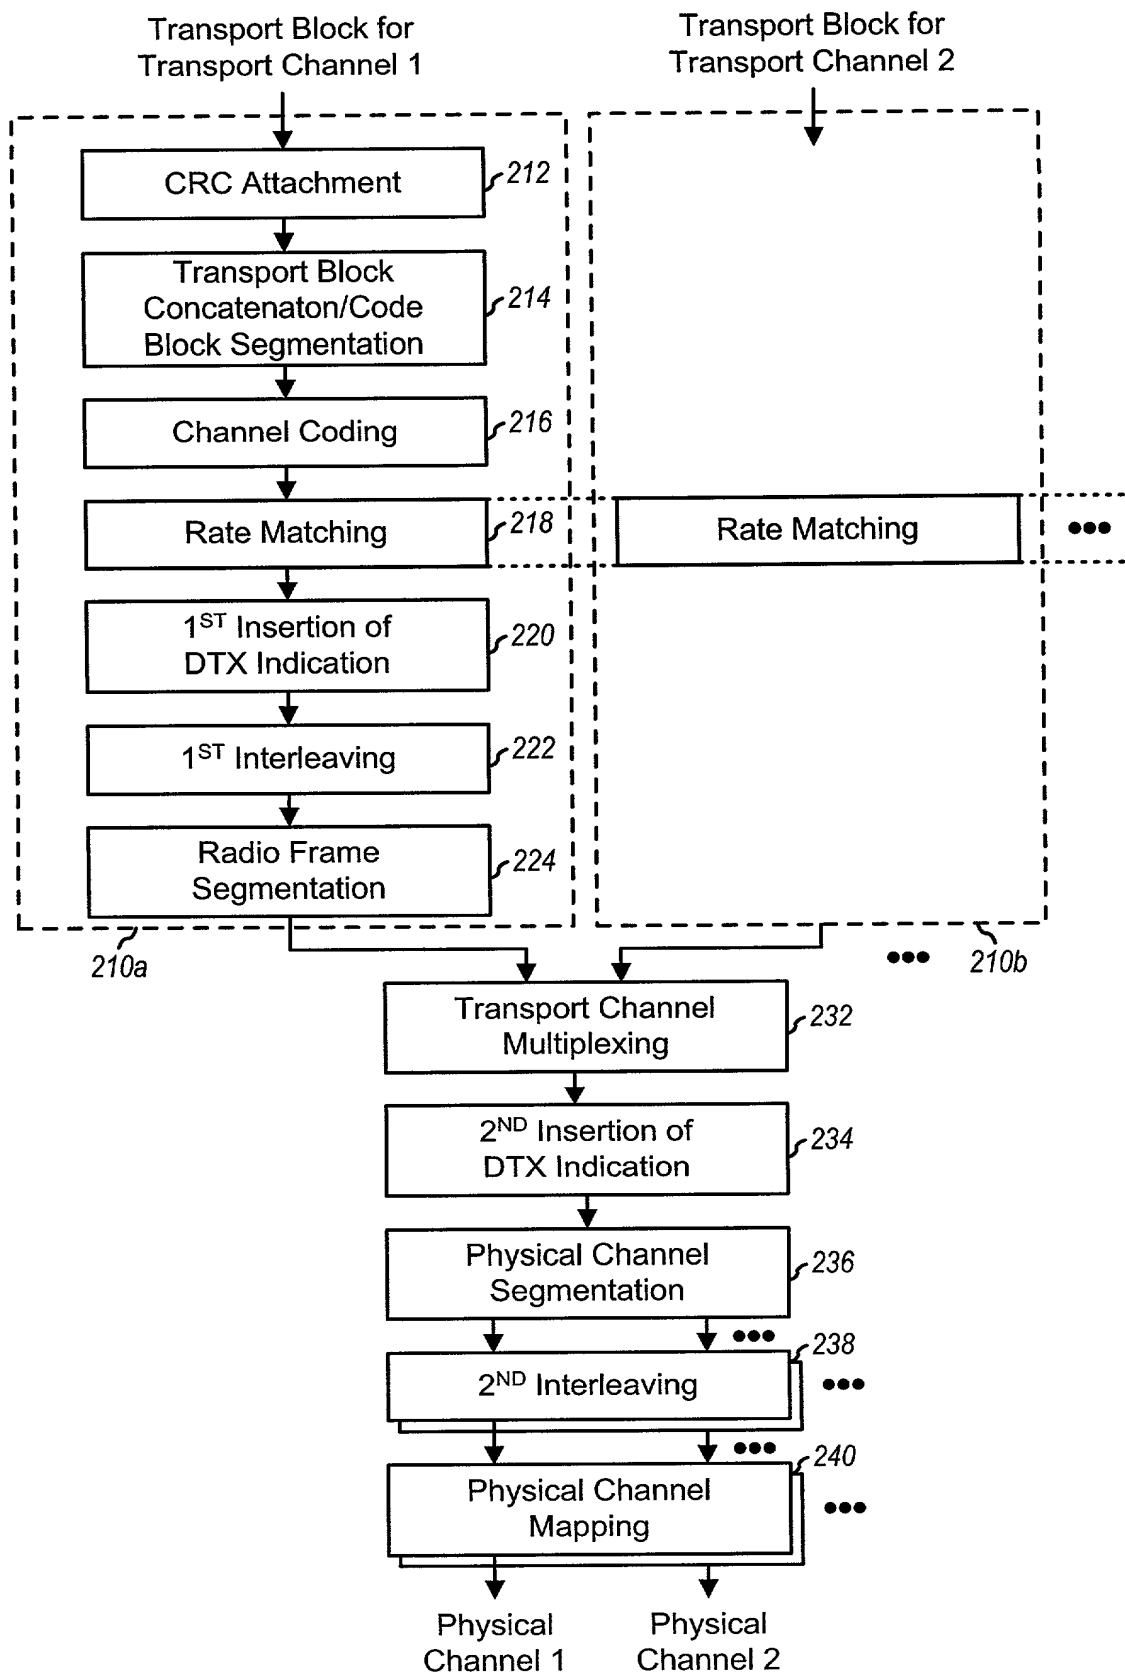 Transport Block for
Transport Channel 1
Transport Block for
Transport Channel 2
CRC Attachment
212
Transport Block
Concatenaton/Code
Block Segmentation
214
Channel Coding
216
Rate Matching
218
Rate Matching
1ST Insertion of
DTX Indication
220
1ST Interleaving
222
Radio Frame
Segmentation
224
210a
210b
Transport Channel
Multiplexing
232
2ND Insertion of
DTX Indication
234
Physical Channel
Segmentation
236
2ND Interleaving
238
Physical Channel
Mapping
240
Physical
Channel 1
Physical
Channel 2